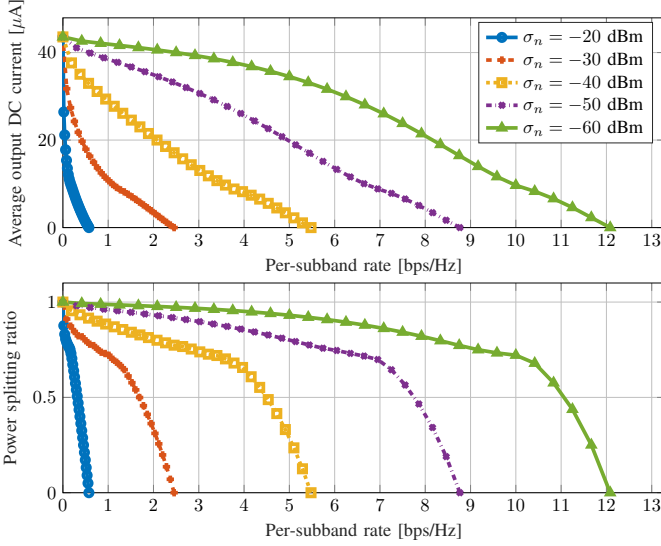 Average output DC current [μA]
40
20
0
σn = −20 dBm
σn = −30 dBm
σn = −40 dBm
σn = −50 dBm
σn = −60 dBm
0 1 2 3 4 5 6 7 8 9 10 11 12 13
Per-subband rate [bps/Hz]
Power splitting ratio
1
0.5
0
0 1 2 3 4 5 6 7 8 9 10 11 12 13
Per-subband rate [bps/Hz]